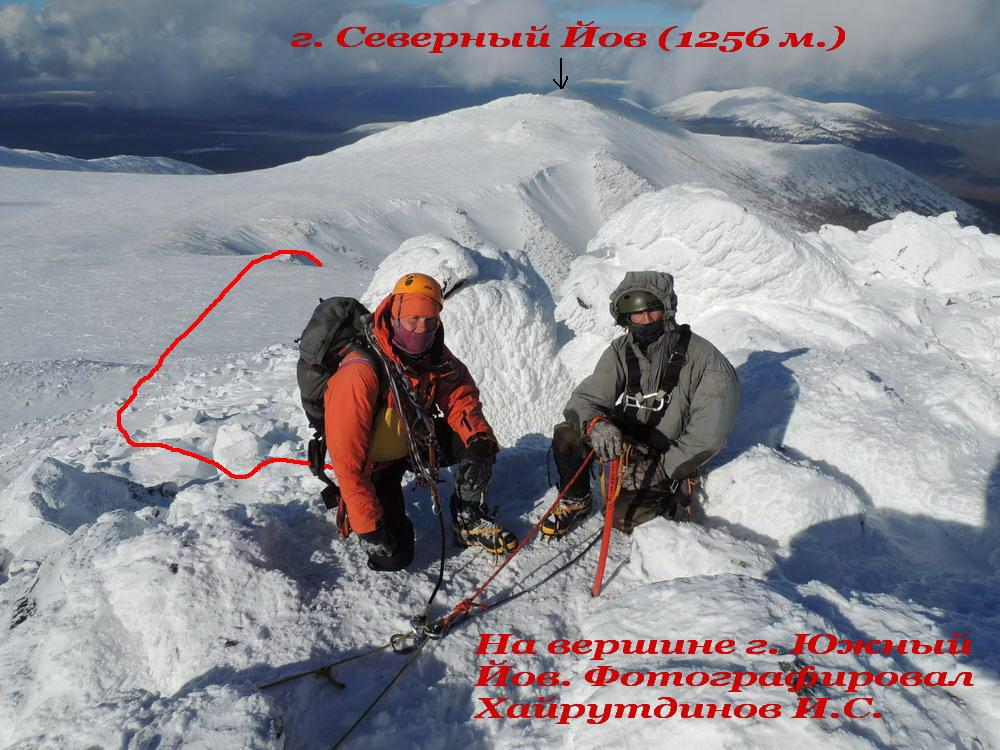 г. Северный Йов (1256 м.)
На вершине г. Южный
Йов. Фотографировал
Хайрутдинов И.С.